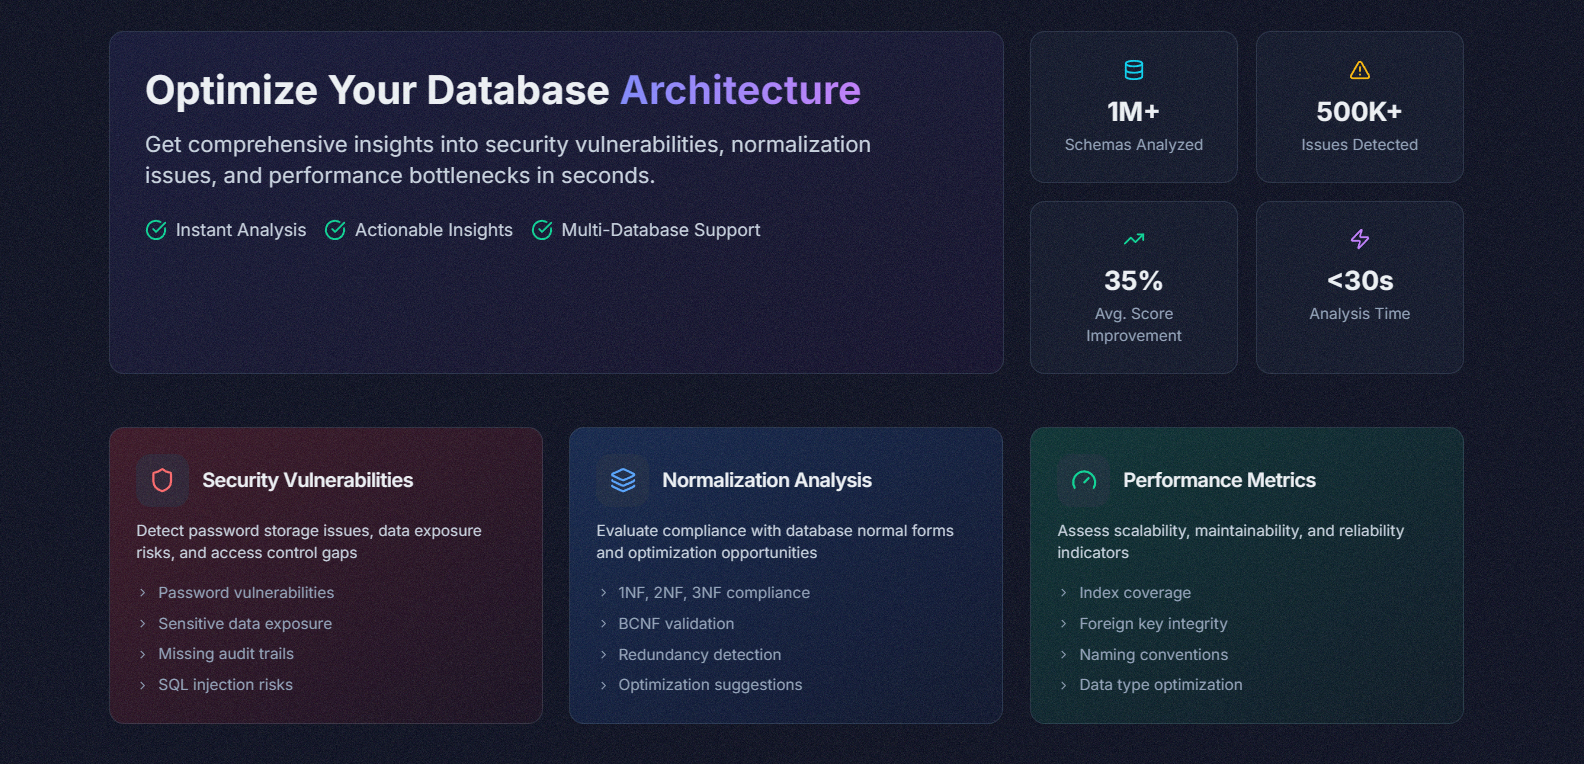 Optimize Your Database Architecture
Get comprehensive insights into security vulnerabilities, normalization
issues, and performance bottlenecks in seconds.
Instant Analysis
Actionable Insights
Multi-Database Support
1M+
Schemas Analyzed
500K+
Issues Detected
35%
Avg. Score
Improvement
<30s
Analysis Time
Security Vulnerabilities
Detect password storage issues, data exposure
risks, and access control gaps
Password vulnerabilities
Sensitive data exposure
Missing audit trails
SQL injection risks
Normalization Analysis
Evaluate compliance with database normal forms
and optimization opportunities
1NF, 2NF, 3NF compliance
BCNF validation
Redundancy detection
Optimization suggestions
Performance Metrics
Assess scalability, maintainability, and reliability
indicators
Index coverage
Foreign key integrity
Naming conventions
Data type optimization